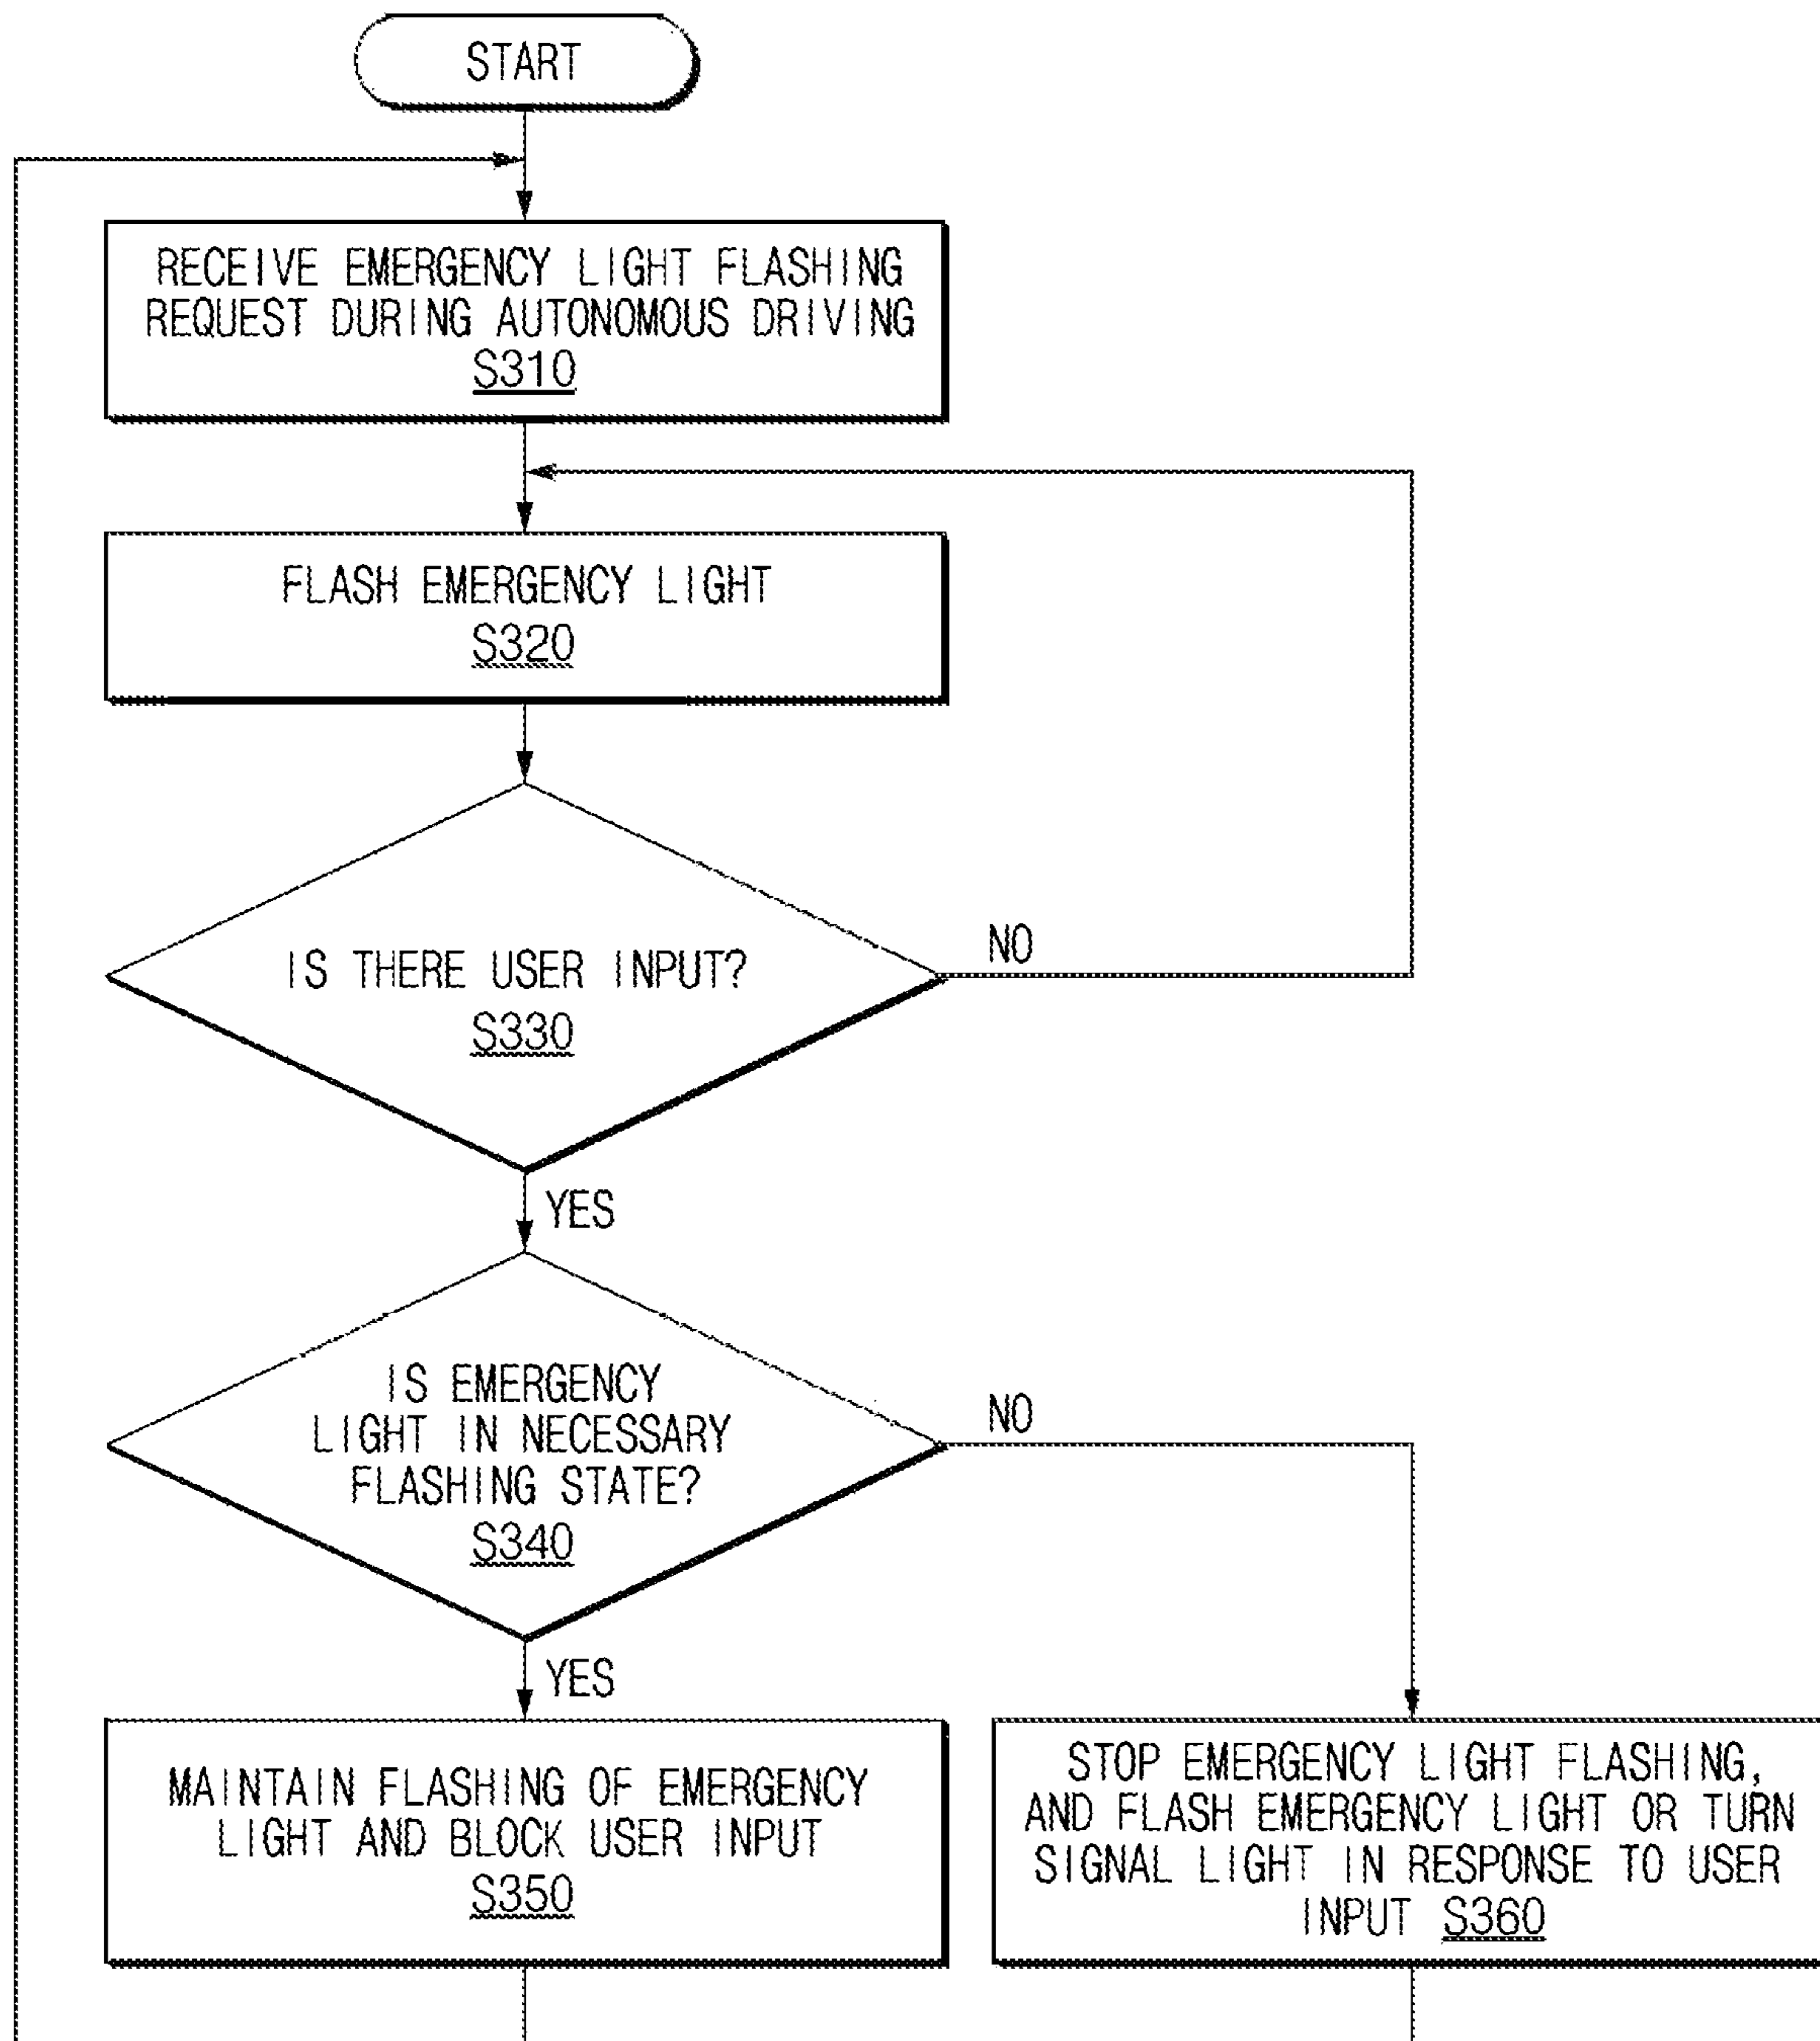 START
RECEIVE EMERGENCY LIGHT FLASHING
REQUEST DURING AUTONOMOUS DRIVING
S310
FLASH EMERGENCY LIGHT
S320
IS THERE USER INPUT?
S330
NO
YES
IS EMERGENCY
LIGHT IN NECESSARY
FLASHING STATE?
S340
NO
YES
MAINTAIN FLASHING OF EMERGENCY
LIGHT AND BLOCK USER INPUT
S350
STOP EMERGENCY LIGHT FLASHING,
AND FLASH EMERGENCY LIGHT OR TURN
SIGNAL LIGHT IN RESPONSE TO USER
INPUT S360